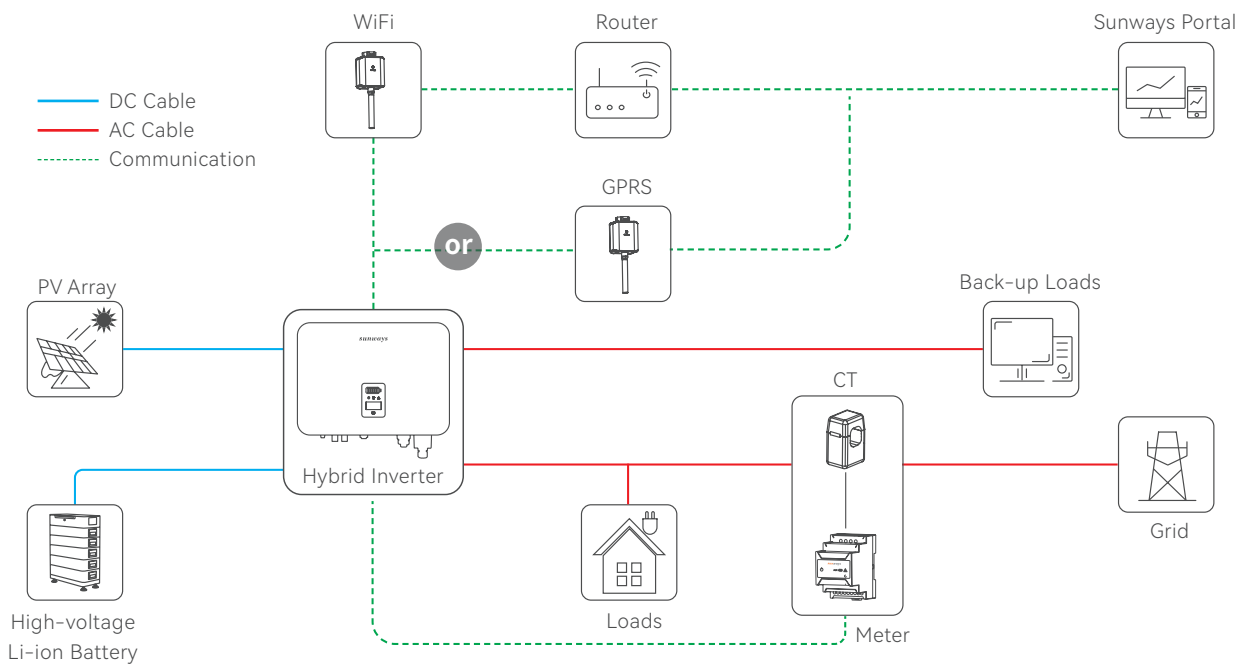 WiFi
Router
Sunways Portal
DC Cable
AC Cable
Communication
GPRS
or
PV Array
Back-up Loads
sunways
CT
Hybrid Inverter
Grid
High-voltage
Li-ion Battery
Loads
Meter